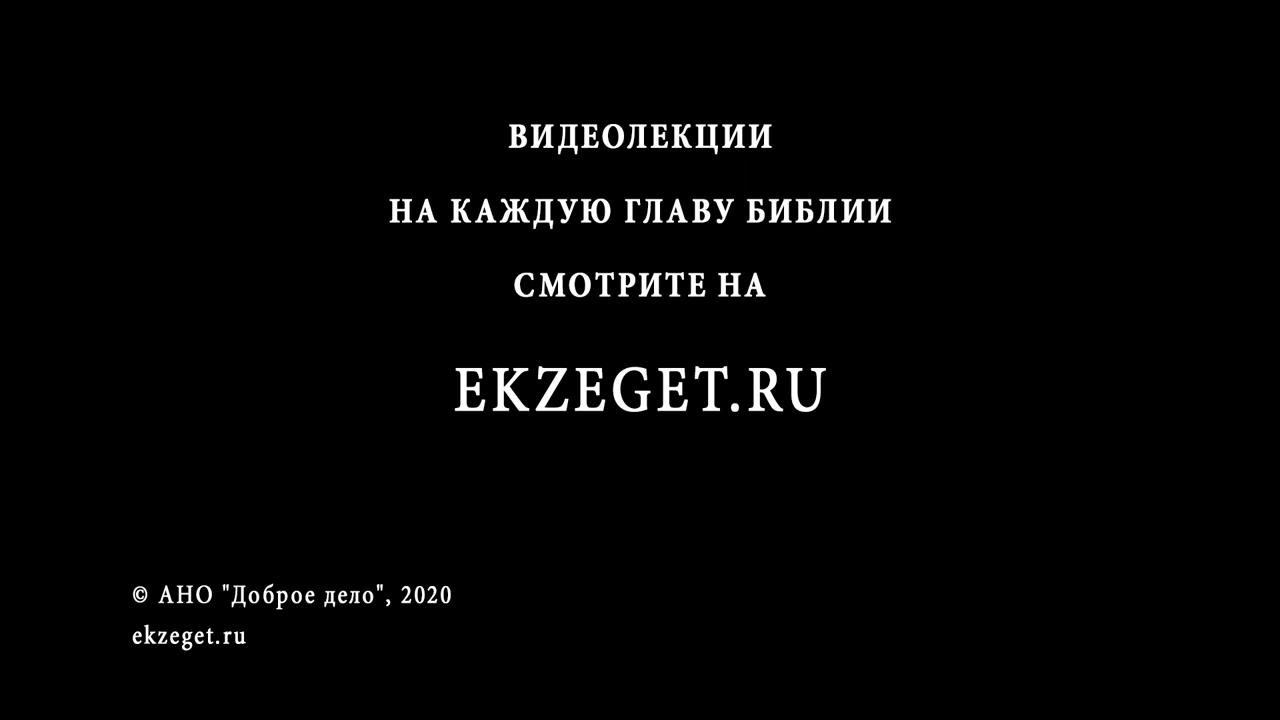 ВИДЕОЛЕКЦИИ
НА КАЖДУЮ ГЛАВУ БИБЛИИ
СМОТРИТЕ НА
EKZEGET.RU
© АНО "Доброе дело", 2020
ekzeget.ru